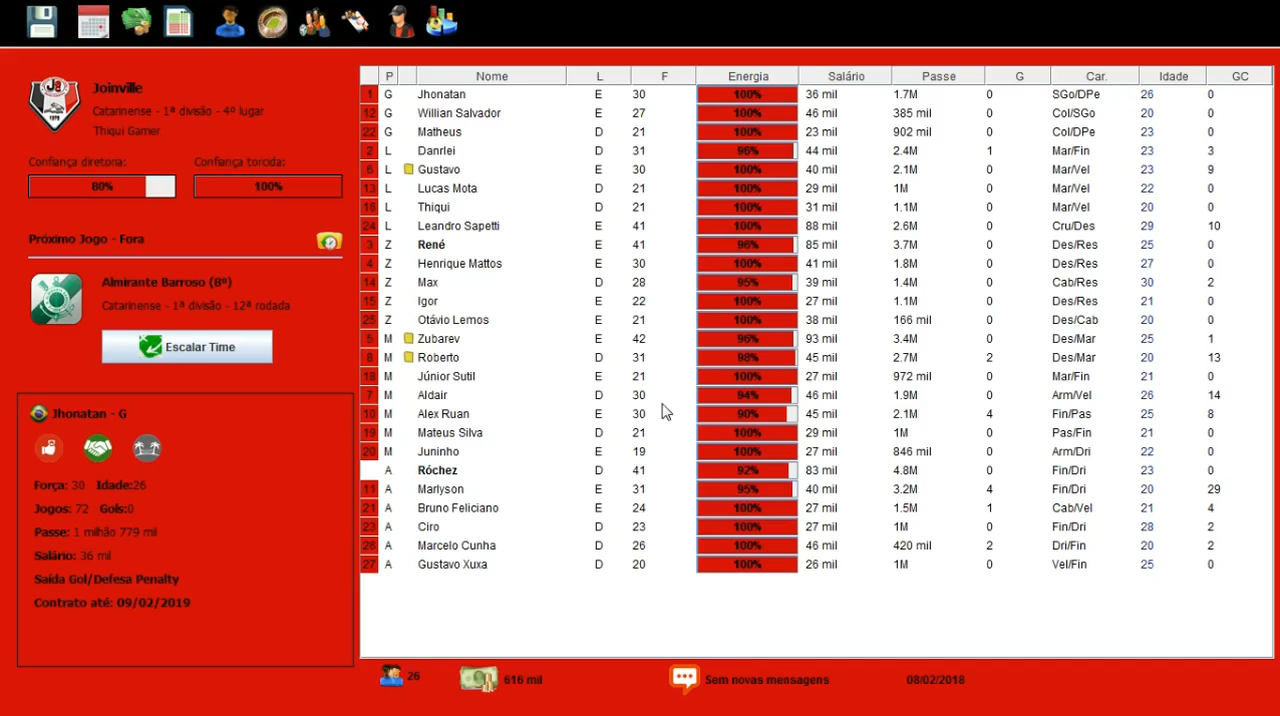 Joinville
Catarinense - 1ª divisão - 4º lugar
Thiqui Gamer
Confiança diretoria: Confiança torcida:
80% 100%
Próximo Jogo - Fora
Almirante Barroso (8º)
Catarinense - 1ª divisão - 12ª rodada
Escalar Time
Jhonatan - G
Força: 30 Idade:26
Jogos: 72 Gols:0
Passe: 1 milhão 779 mil
Salário: 36 mil
Saída Gol/Defesa Penalty
Contrato até: 09/02/2019
P Nome L F Energia Salário Passe G Car. Idade GC
1 G Jhonatan E 30 100% 36 mil 1.7M 0 SGo/DPe 26 0
12 G Willian Salvador E 27 100% 46 mil 385 mil 0 Col/SGo 20 0
22 G Matheus D 21 100% 23 mil 902 mil 0 Col/DPe 23 0
2 L Danrlei D 31 96% 44 mil 2.4M 1 Mar/Fin 23 3
6 L Gustavo E 30 100% 40 mil 2.1M 0 Mar/Vel 23 9
13 L Lucas Mota D 21 100% 29 mil 1M 0 Mar/Vel 22 0
16 L Thiqui D 21 100% 31 mil 1.1M 0 Mar/Vel 20 0
24 L Leandro Sapetti E 41 100% 88 mil 2.6M 0 Cru/Des 29 10
3 Z René E 41 96% 85 mil 3.7M 0 Des/Res 25 0
4 Z Henrique Mattos E 30 100% 41 mil 1.8M 0 Des/Res 27 0
14 Z Max D 28 95% 39 mil 1.4M 0 Cab/Res 30 2
15 Z Igor E 22 100% 27 mil 1.1M 0 Des/Res 21 0
25 Z Otávio Lemos E 21 100% 38 mil 166 mil 0 Des/Cab 20 0
5 M Zubarev E 42 96% 93 mil 3.4M 0 Des/Mar 25 1
8 M Roberto D 31 98% 45 mil 2.7M 2 Des/Mar 20 13
18 M Júnior Sutil E 21 100% 27 mil 972 mil 0 Mar/Fin 21 0
7 M Aldair D 30 94% 46 mil 1.9M 0 Arm/Vel 26 14
10 M Alex Ruan E 30 90% 45 mil 2.1M 4 Fin/Pas 25 8
19 M Mateus Silva D 21 100% 29 mil 1M 0 Pas/Fin 21 0
20 M Juninho E 19 100% 27 mil 846 mil 0 Arm/Dri 22 0
A Róchez D 41 92% 83 mil 4.8M 0 Fin/Dri 23 0
11 A Marlyson E 31 95% 40 mil 3.2M 4 Fin/Dri 20 29
21 A Bruno Feliciano E 24 100% 27 mil 1.5M 1 Cab/Vel 21 4
23 A Ciro D 23 100% 27 mil 1M 0 Fin/Dri 28 2
26 A Marcelo Cunha D 26 100% 46 mil 420 mil 2 Dri/Fin 20 2
27 A Gustavo Xuxa D 20 100% 26 mil 1M 0 Vel/Fin 25 0
26 616 mil Sem novas mensagens 08/02/2018